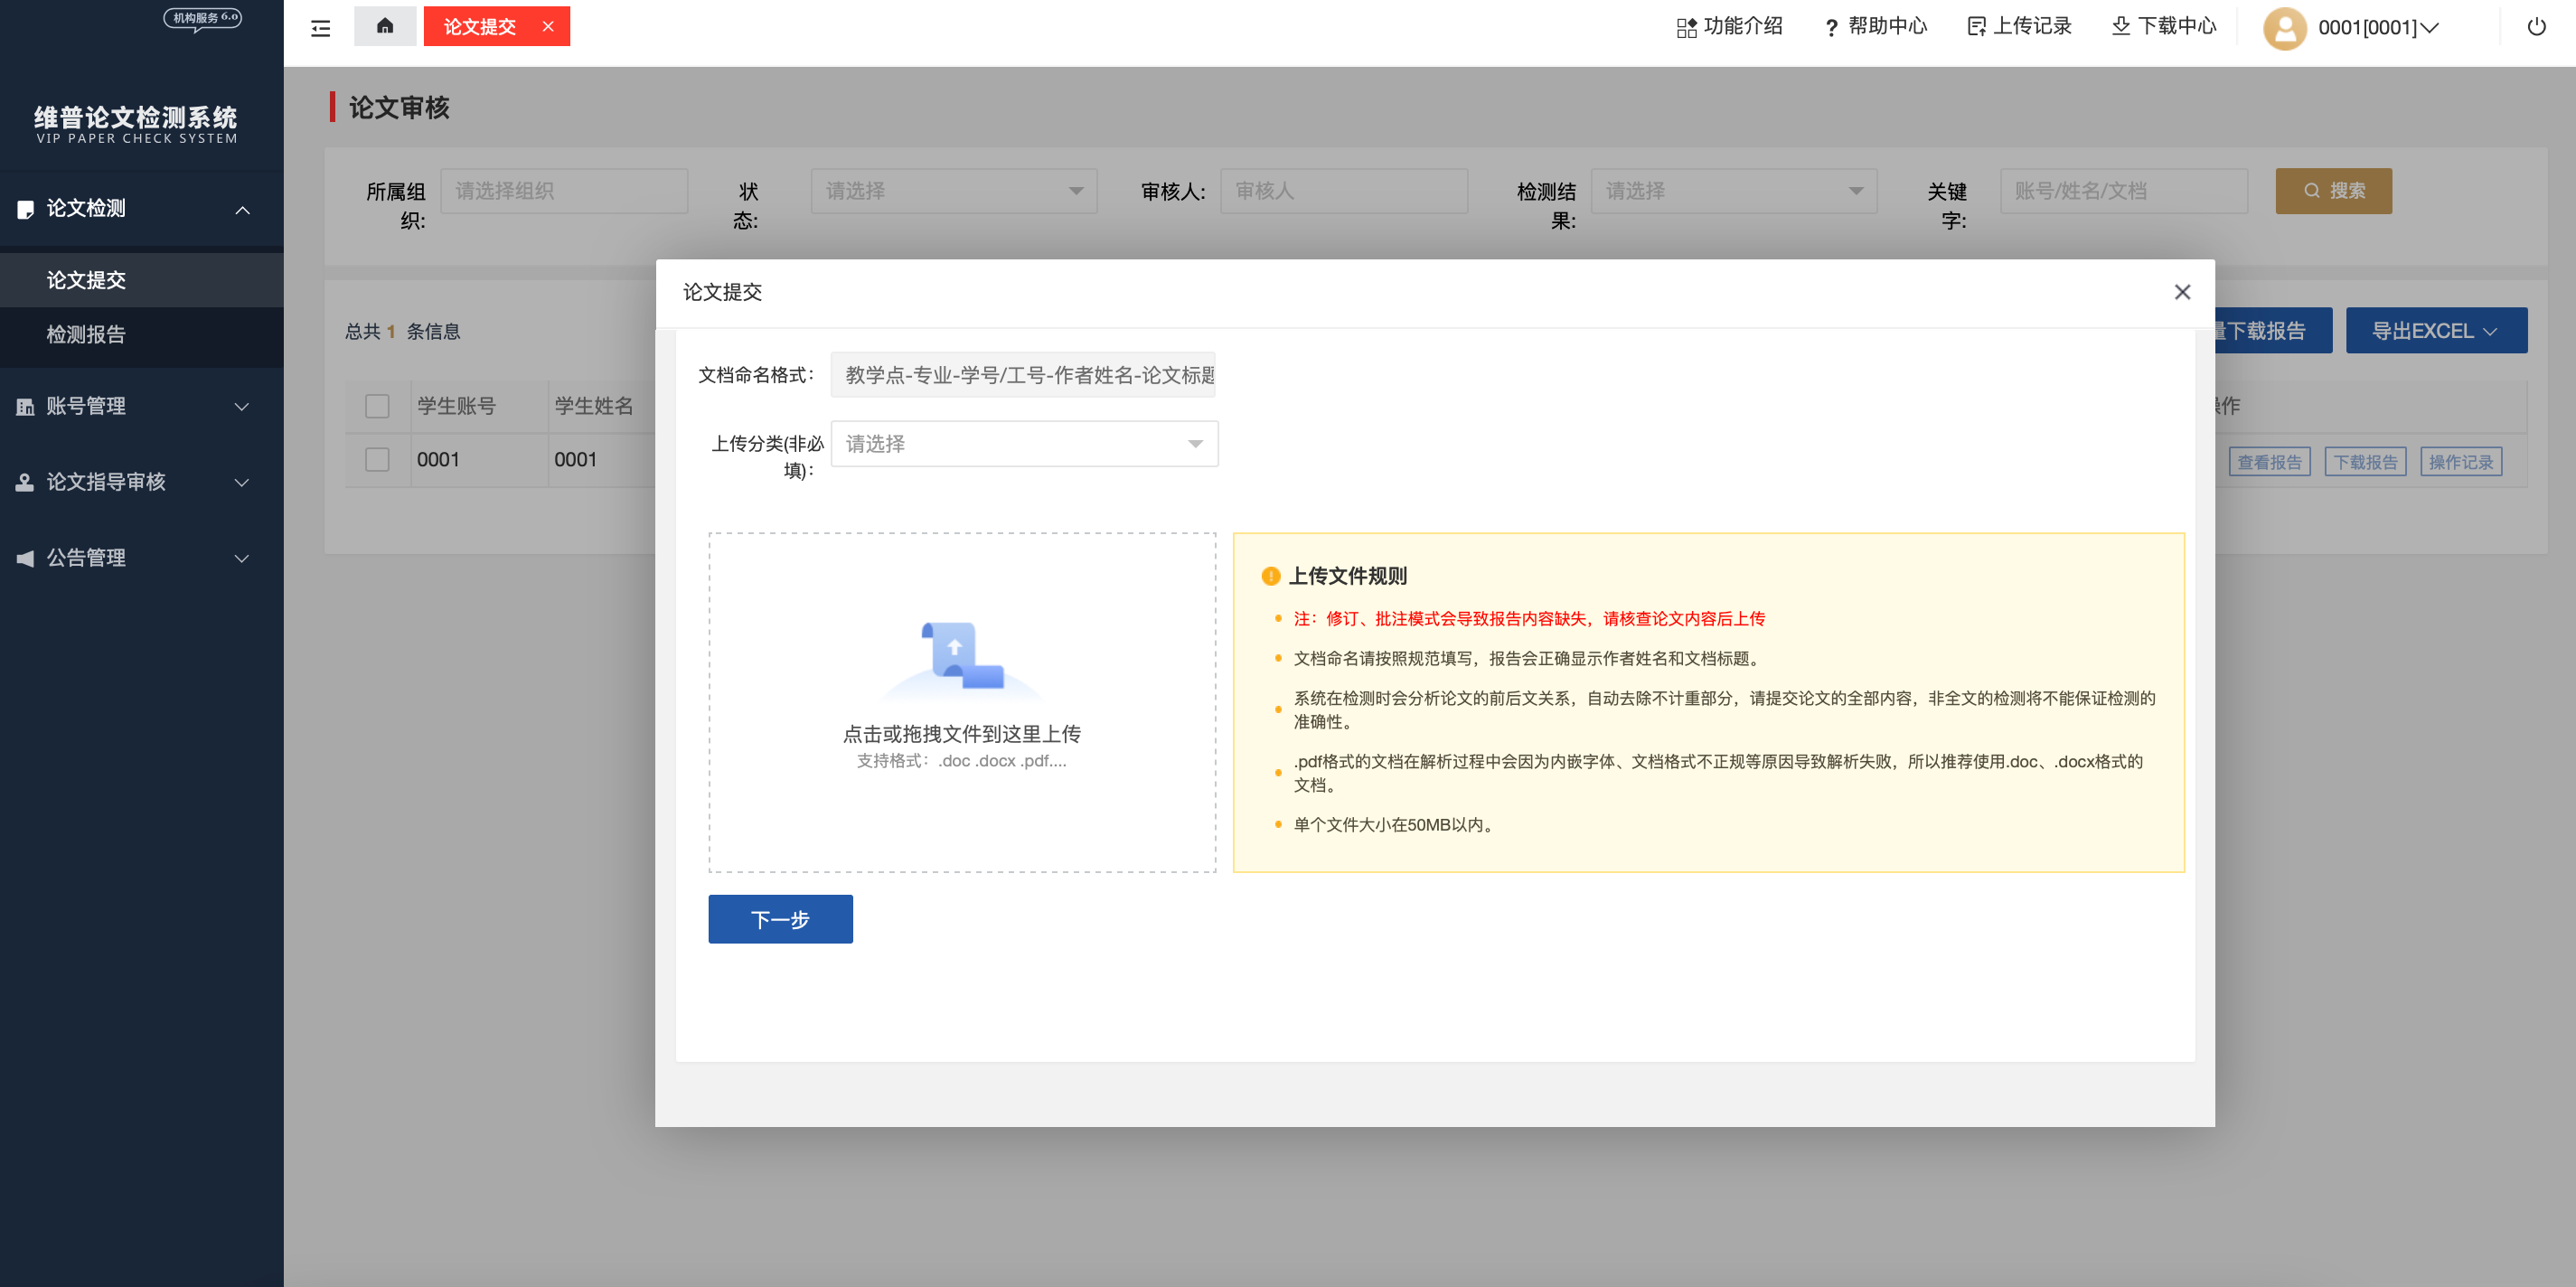 机构服务 6.0
维普论文检测系统
VIP PAPER CHECK SYSTEM
论文检测
论文提交
检测报告
账号管理
论文指导审核
公告管理
论文提交
功能介绍
帮助中心
上传记录
下载中心
0001[0001]
论文审核
所属组
织:
请选择组织
状
态:
请选择
审核人:
审核人
检测结
果:
请选择
关键
字:
账号/姓名/文档
搜索
总共 1 条信息
下载报告
导出EXCEL
学生账号
学生姓名
作
0001
0001
查看报告
下载报告
操作记录
论文提交
文档命名格式：
教学点-专业-学号/工号-作者姓名-论文标题
上传分类(非必
填)：
请选择
点击或拖拽文件到这里上传
支持格式：.doc .docx .pdf....
上传文件规则
注：修订、批注模式会导致报告内容缺失，请核查论文内容后上传
文档命名请按照规范填写，报告会正确显示作者姓名和文档标题。
系统在检测时会分析论文的前后文关系，自动去除不计重部分，请提交论文的全部内容，非全文的检测将不能保证检测的
准确性。
.pdf格式的文档在解析过程中会因为内嵌字体、文档格式不正规等原因导致解析失败，所以推荐使用.doc、.docx格式的
文档。
单个文件大小在50MB以内。
下一步